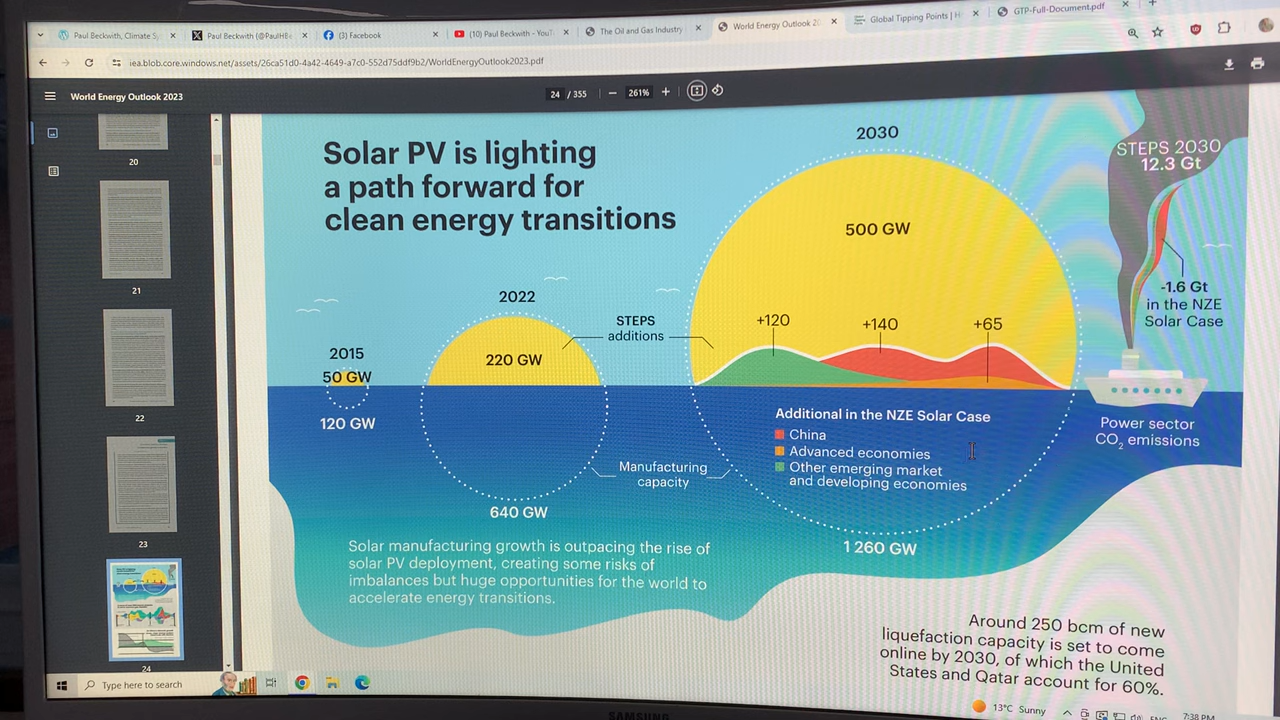 Paul Beckwith, Climate S
Paul Beckwith (@PaulHBe
(3) Facebook
(10) Paul Beckwith - YouT
The Oil and Gas Industry
World Energy Outlook 20
Global Tipping Points | H
GTP-Full-Document.pdf
iea.blob.core.windows.net/assets/26ca51d0-4a42-4649-a7c0-552d75ddf9b2/WorldEnergyOutlook2023.pdf
World Energy Outlook 2023
24 / 355
261%
20
21
22
23
24
Solar PV is lighting
a path forward for
clean energy transitions
2015
50 GW
120 GW
2022
220 GW
640 GW
STEPS
additions
Manufacturing
capacity
2030
500 GW
+120
+140
+65
Additional in the NZE Solar Case
China
Advanced economies
Other emerging market
and developing economies
1 260 GW
STEPS 2030
12.3 Gt
-1.6 Gt
in the NZE
Solar Case
Power sector
CO₂ emissions
Solar manufacturing growth is outpacing the rise of
solar PV deployment, creating some risks of
imbalances but huge opportunities for the world to
accelerate energy transitions.
Around 250 bcm of new
liquefaction capacity is set to come
online by 2030, of which the United
States and Qatar account for 60%.
Type here to search
13°C Sunny
ENG
7:38 PM
SAMSUNG